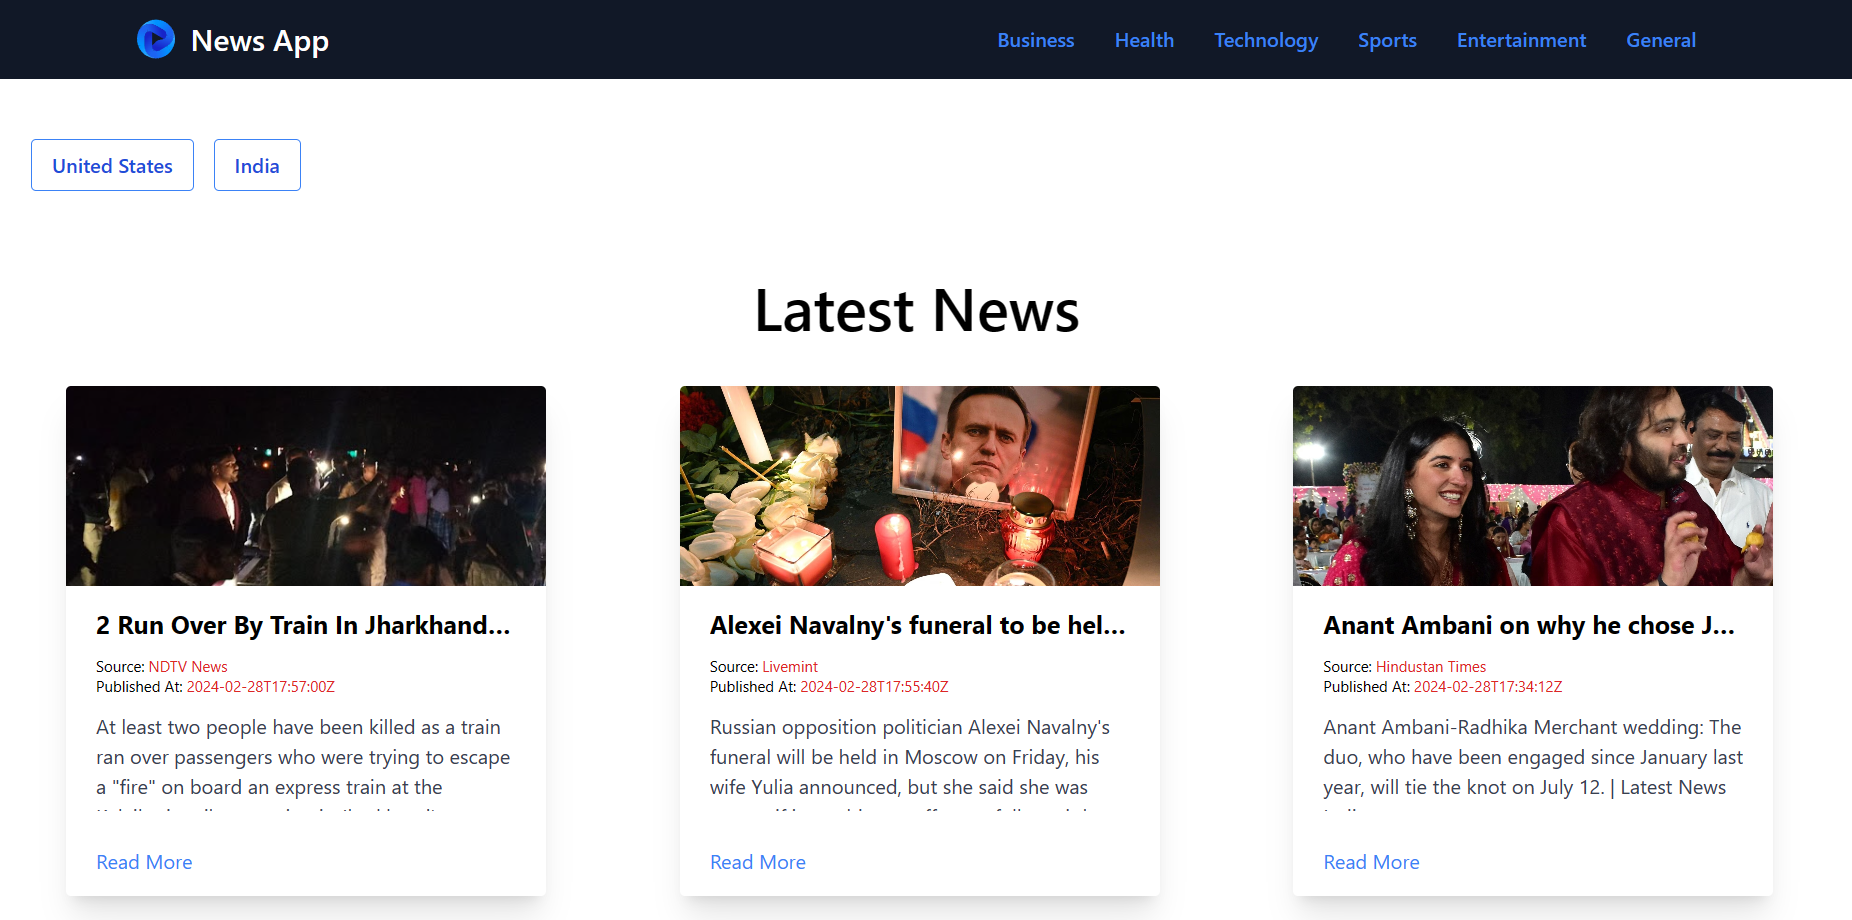 News App
Business Health Technology Sports Entertainment General
United States India
Latest News
2 Run Over By Train In Jharkhand...
Source: NDTV News
Published At: 2024-02-28T17:57:00Z
At least two people have been killed as a train
ran over passengers who were trying to escape
a "fire" on board an express train at the
Read More
Alexei Navalny's funeral to be hel...
Source: Livemint
Published At: 2024-02-28T17:55:40Z
Russian opposition politician Alexei Navalny's
funeral will be held in Moscow on Friday, his
wife Yulia announced, but she said she was
Read More
Anant Ambani on why he chose J...
Source: Hindustan Times
Published At: 2024-02-28T17:34:12Z
Anant Ambani-Radhika Merchant wedding: The
duo, who have been engaged since January last
year, will tie the knot on July 12. | Latest News
Read More